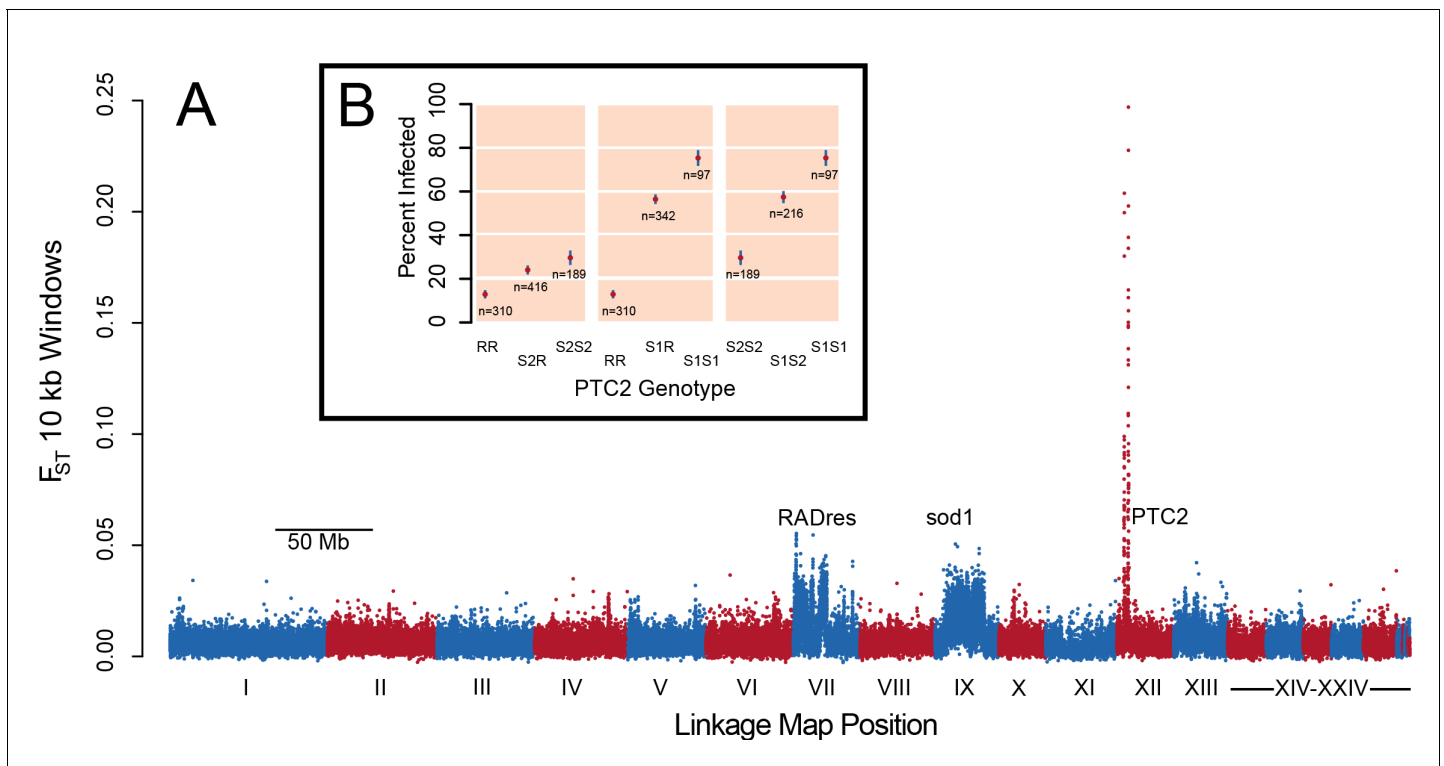 A
B
0.25
0.20
0.15
0.10
0.05
0.00
FST 10 kb Windows
100
80
60
40
20
0
Percent Infected
n=310
n=416
n=189
n=310
n=342
n=97
n=189
n=216
n=97
RR
S2R
S2S2
RR
S1R
S1S1
S2S2
S1S2
S1S1
PTC2 Genotype
RADres
sod1
PTC2
50 Mb
I II III IV V VI VII VIII IX X XI XII XIII XIV-XXIV
Linkage Map Position